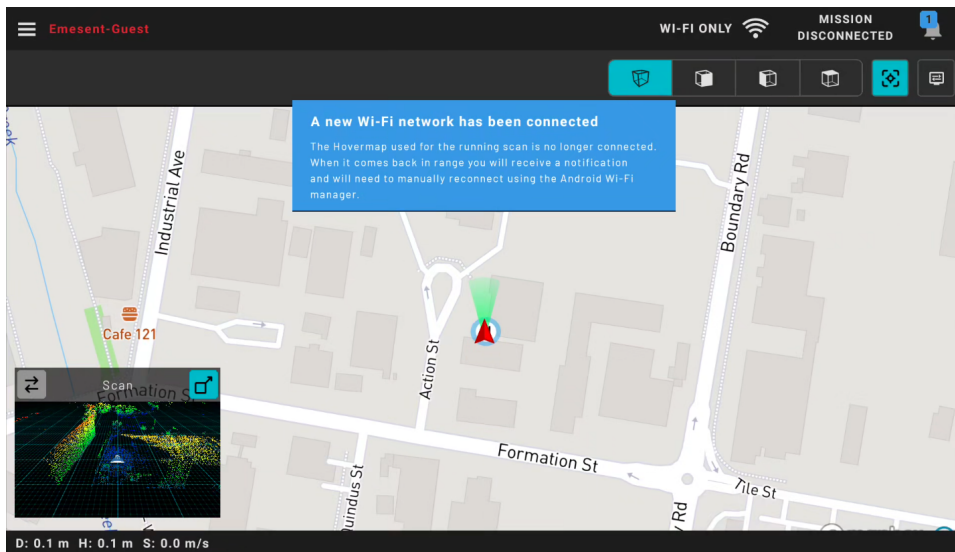 Emesent-Guest
WI-FI ONLY
MISSION
DISCONNECTED
1
A new Wi-Fi network has been connected
The Hovermap used for the running scan is no longer connected.
When it comes back in range you will receive a notification
and will need to manually reconnect using the Android Wi-Fi
manager.
Industrial Ave
Boundary Rd
Cafe 121
Action St
Scan
Formation S
Formation St
Quindus St
Tile St
Rd
D: 0.1 m H: 0.1 m S: 0.0 m/s